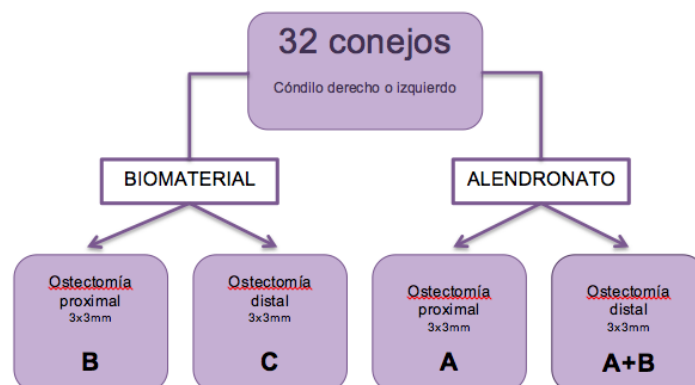 32 conejos
Cóndilo derecho o izquierdo
BIOMATERIAL
ALENDRONATO
Ostectomía
proximal
3x3mm
B
Ostectomía
distal
3x3mm
C
Ostectomía
proximal
3x3mm
A
Ostectomía
distal
3x3mm
A+B